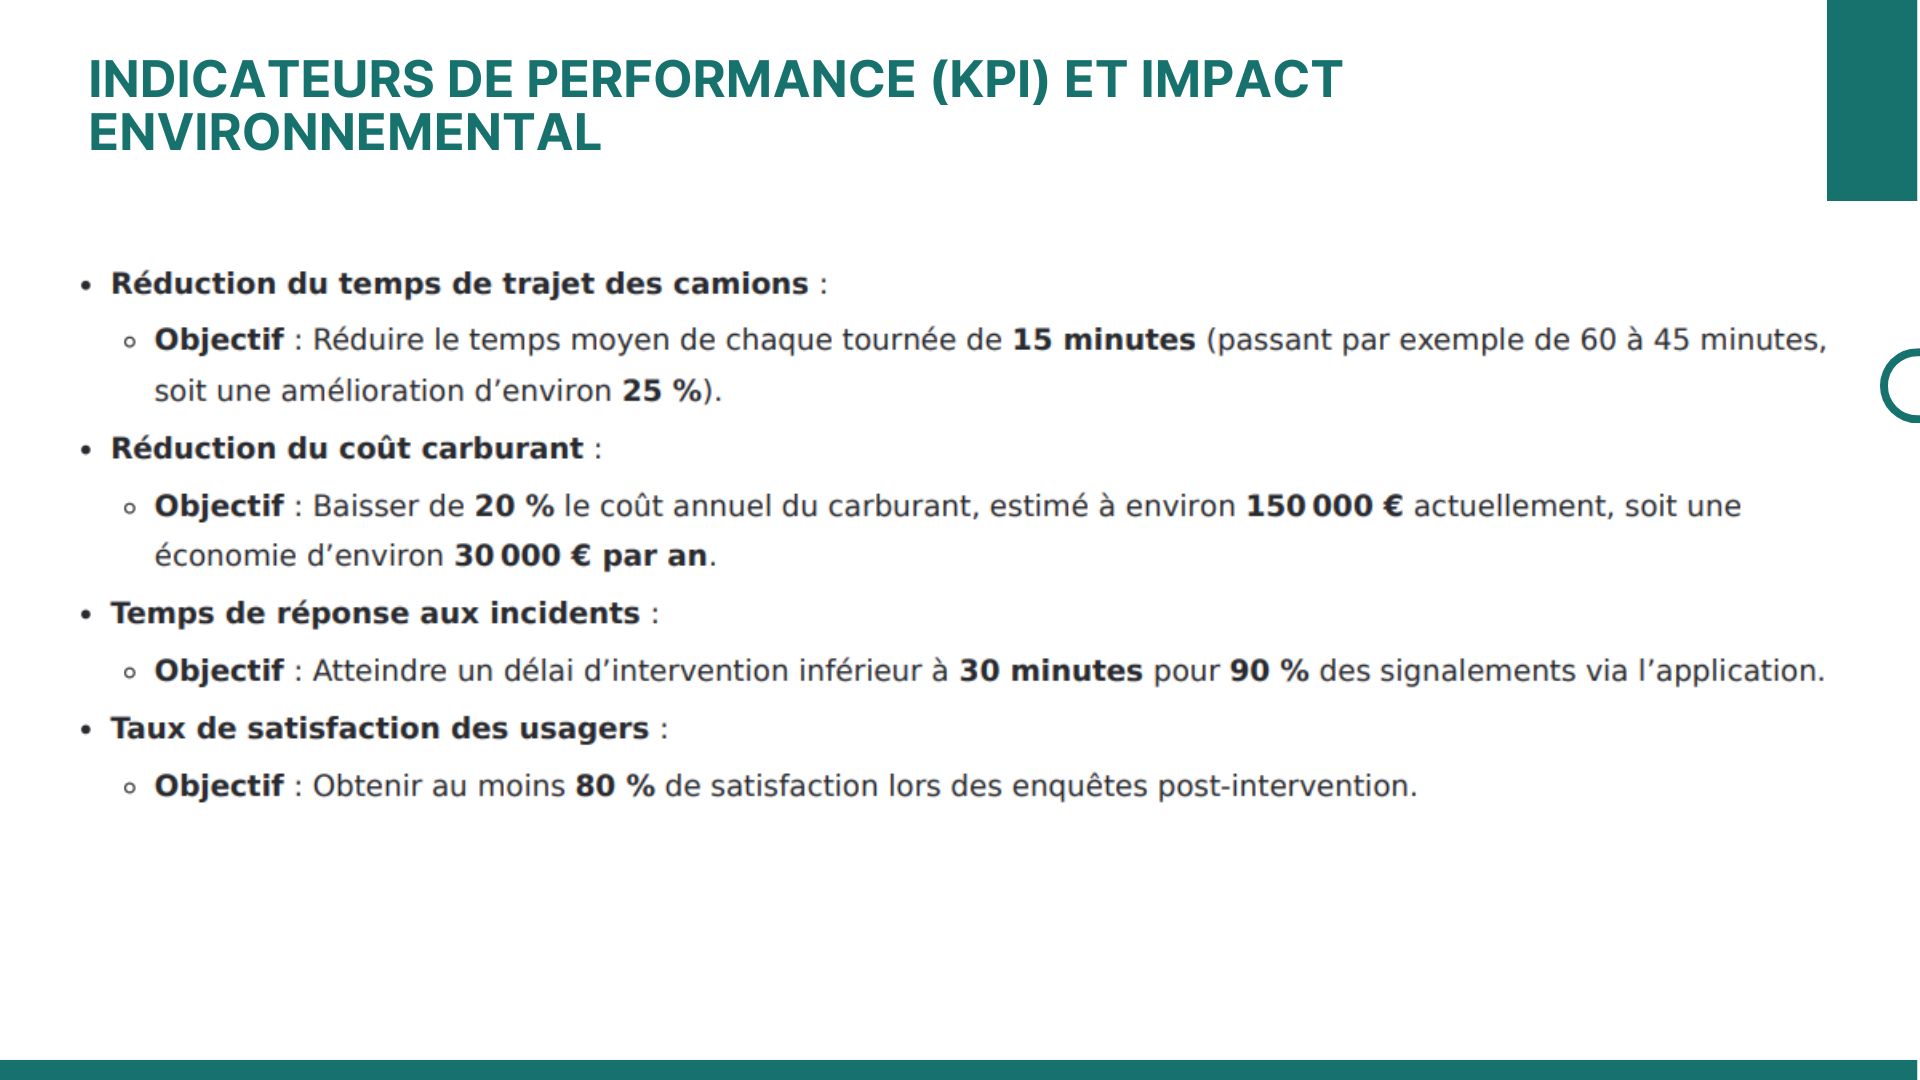 INDICATEURS DE PERFORMANCE (KPI) ET IMPACT
ENVIRONNEMENTAL
• Réduction du temps de trajet des camions :
◦ Objectif : Réduire le temps moyen de chaque tournée de 15 minutes (passant par exemple de 60 à 45 minutes,
soit une amélioration d’environ 25 %).
• Réduction du coût carburant :
◦ Objectif : Baisser de 20 % le coût annuel du carburant, estimé à environ 150 000 € actuellement, soit une
économie d’environ 30 000 € par an.
• Temps de réponse aux incidents :
◦ Objectif : Atteindre un délai d’intervention inférieur à 30 minutes pour 90 % des signalements via l’application.
• Taux de satisfaction des usagers :
◦ Objectif : Obtenir au moins 80 % de satisfaction lors des enquêtes post-intervention.